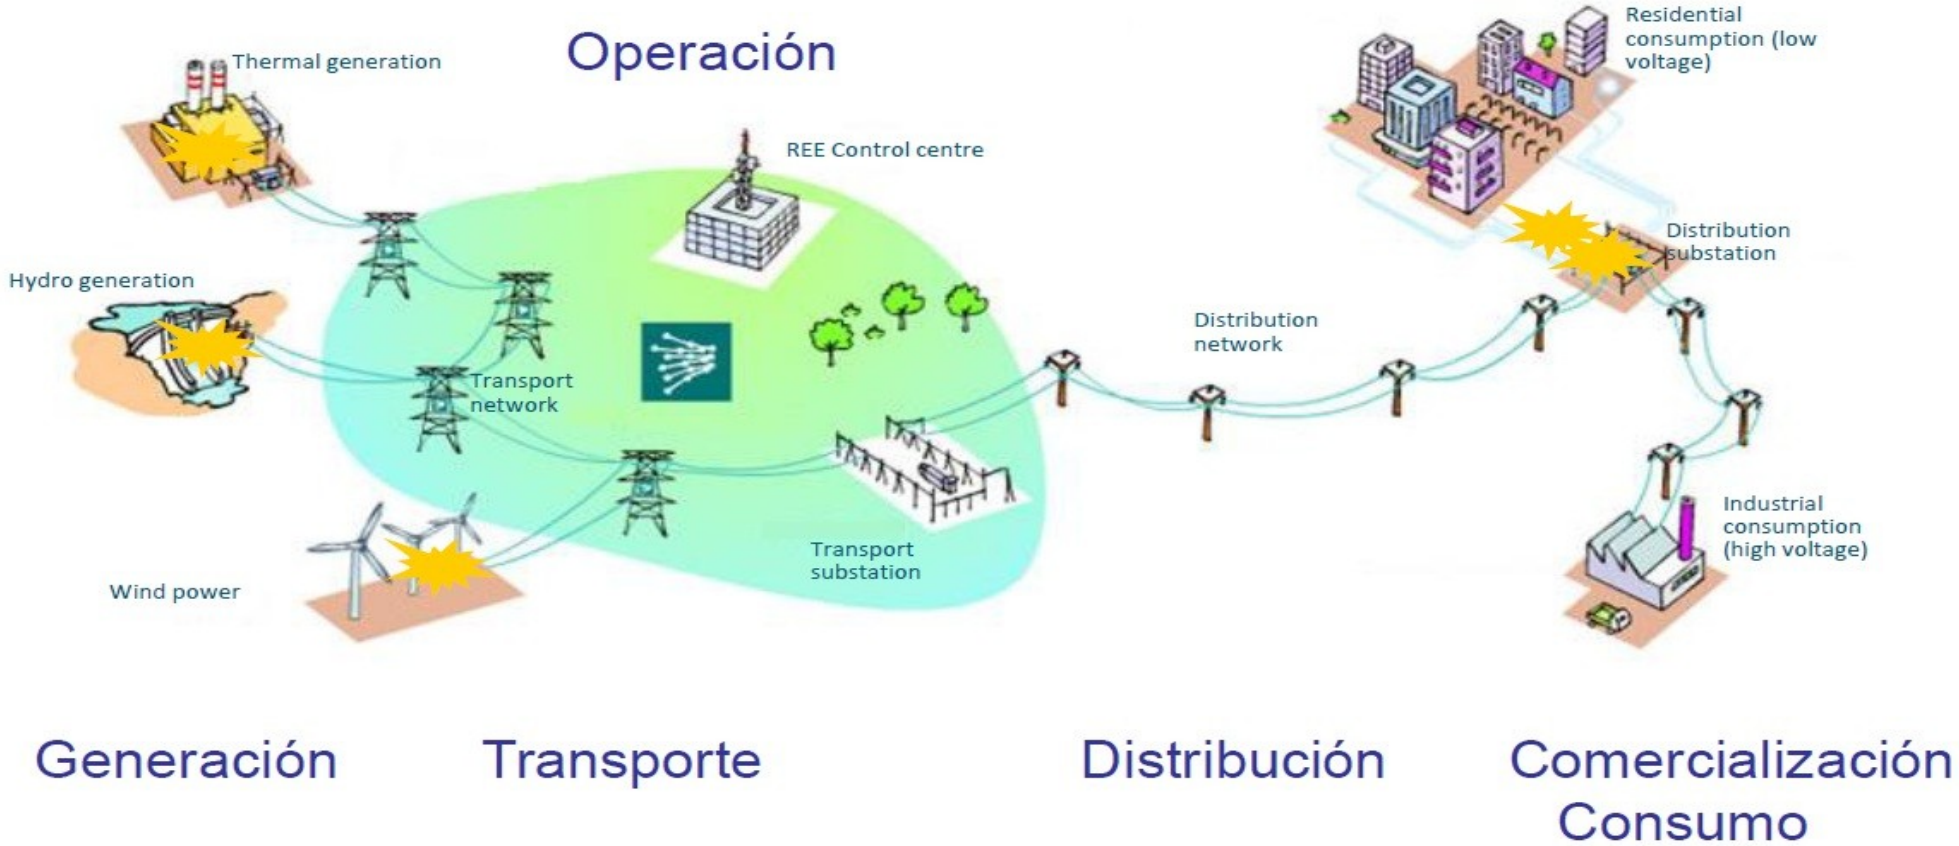 Operación
Thermal generation
Residential
consumption (low
voltage)
REE Control centre
Distribution
substation
Hydro generation
Distribution
network
Transport
network
Industrial
consumption
(high voltage)
Transport
substation
Wind power
Generación
Transporte
Distribución
Comercialización
Consumo